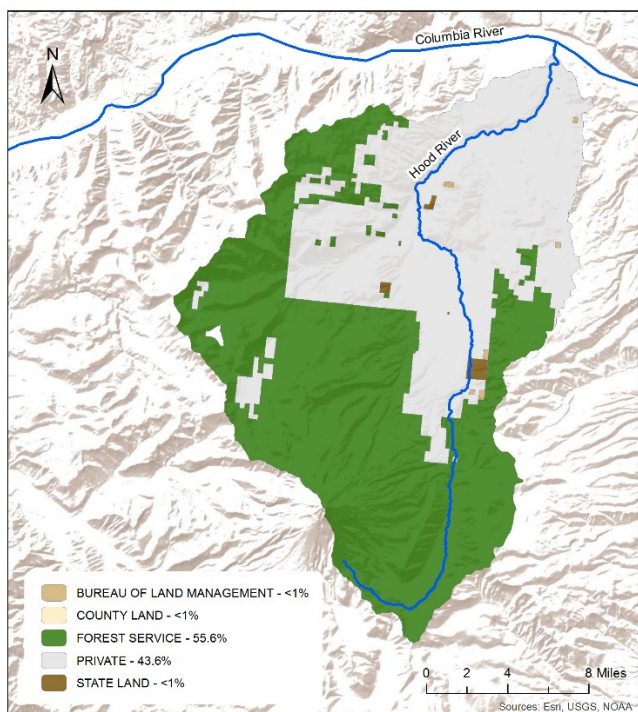 Columbia River
N
Hood River
BUREAU OF LAND MANAGEMENT - <1%
COUNTY LAND - <1%
FOREST SERVICE - 55.6%
PRIVATE - 43.6%
STATE LAND - <1%
0 2 4 8 Miles
Sources: Esri, USGS, NOAA